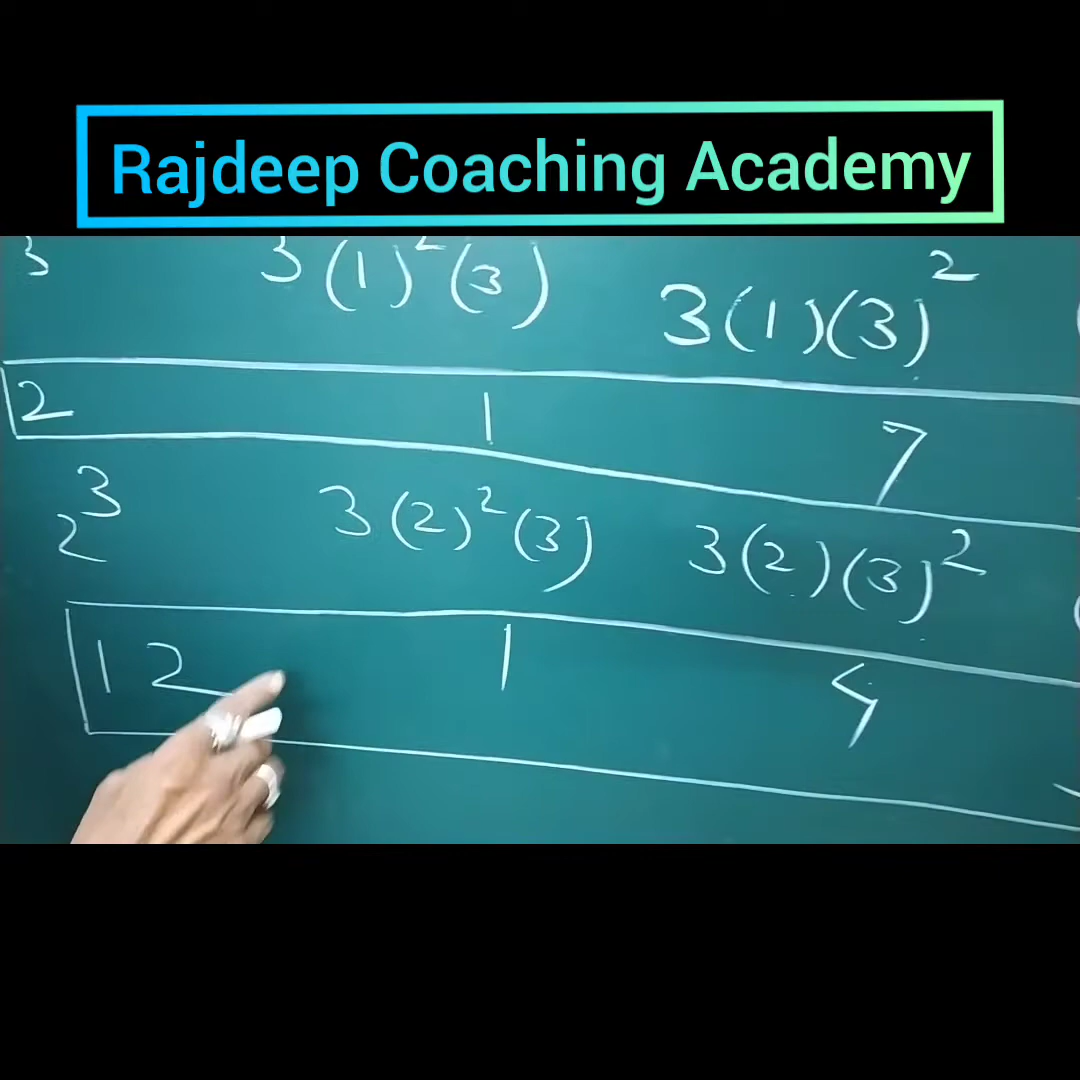 Rajdeep Coaching Academy
3 3(1)²(3) 3(1)(3)²
2 1 7
2³ 3(2)²(3) 3(2)(3)²
12 1